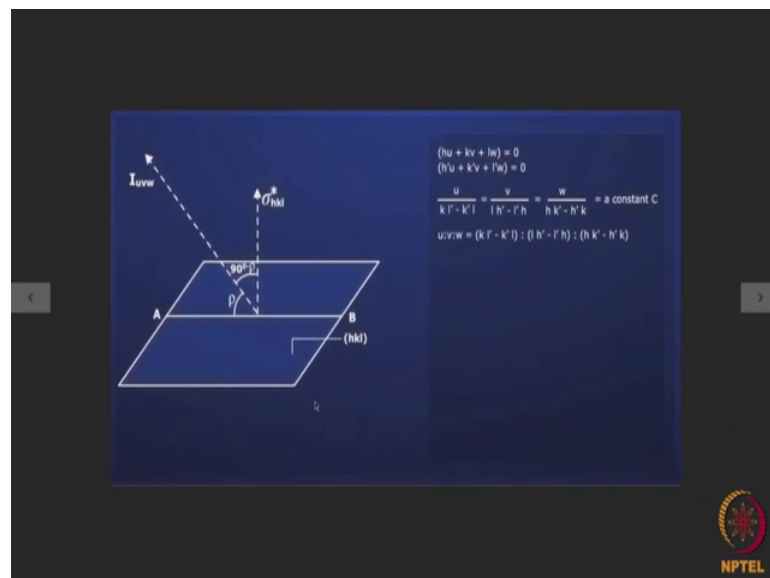 I_uvw
σ*_hkl
90°-ρ
ρ
A
B
(hkl)
(hu + kv + lw) = 0
(h'u + k'v + l'w) = 0
u / (k l' - k' l) = v / (l h' - l' h) = w / (h k' - h' k) = a constant C
u:v:w = (k l' - k' l) : (l h' - l' h) : (h k' - h' k)
NPTEL